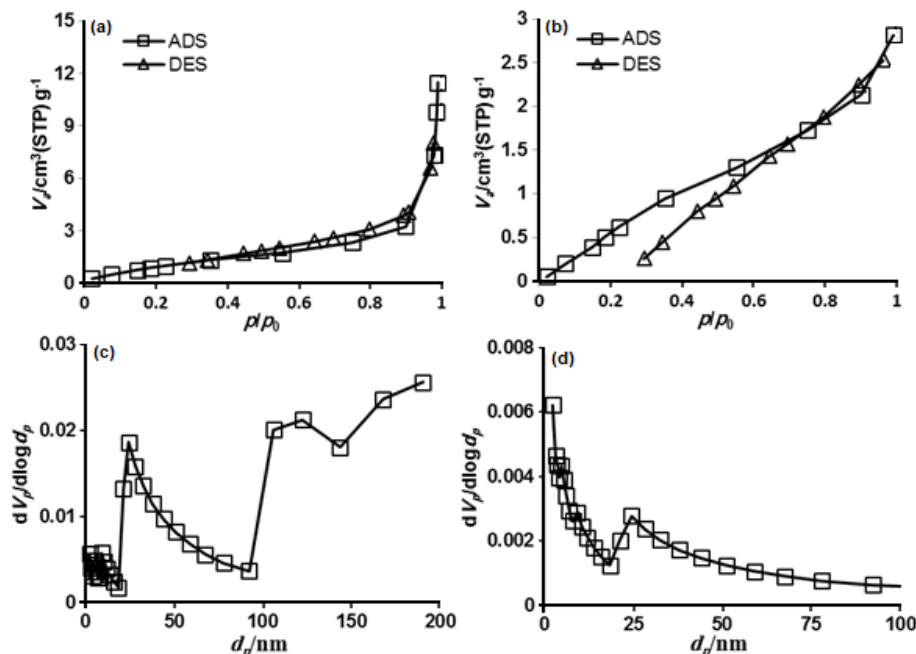 (a)
ADS
DES
15
12
9
6
3
0
Vₐ/cm³(STP) g⁻¹
0 0.2 0.4 0.6 0.8 1
p/p₀
(b)
ADS
DES
3
2.5
2
1.5
1
0.5
0
Vₐ/cm³(STP) g⁻¹
0 0.2 0.4 0.6 0.8 1
p/p₀
(c)
0.03
0.02
0.01
0
dVₚ/dlogdₚ
0 50 100 150 200
dₚ/nm
(d)
0.008
0.006
0.004
0.002
0
dVₚ/dlogdₚ
0 25 50 75 100
dₚ/nm